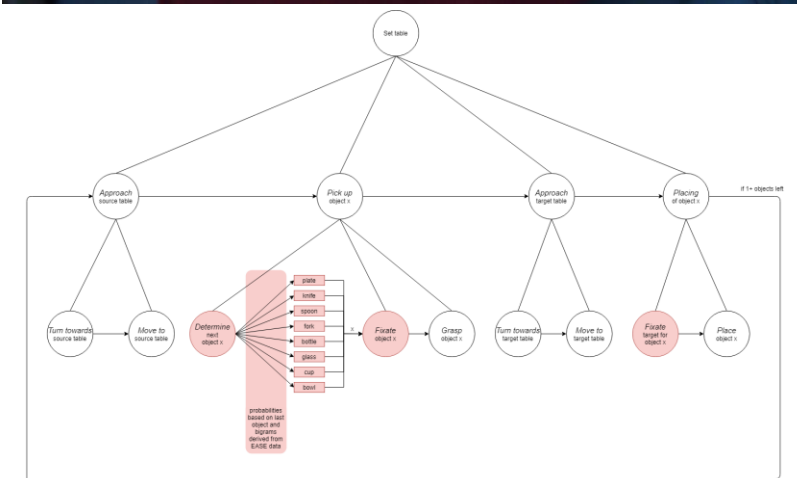 Set table
Approach
source table
Pick up
object x
Approach
target table
Placing
of object x
if 1+ objects left
Turn towards
source table
Move to
source table
Determine
next
object x
plate
knife
spoon
fork
bottle
glass
cup
bowl
x
Fixate
object x
Grasp
object x
Turn towards
target table
Move to
target table
Fixate
target for
object x
Place
object x
probabilities
based on last
object and
bigrams
derived from
EASE data